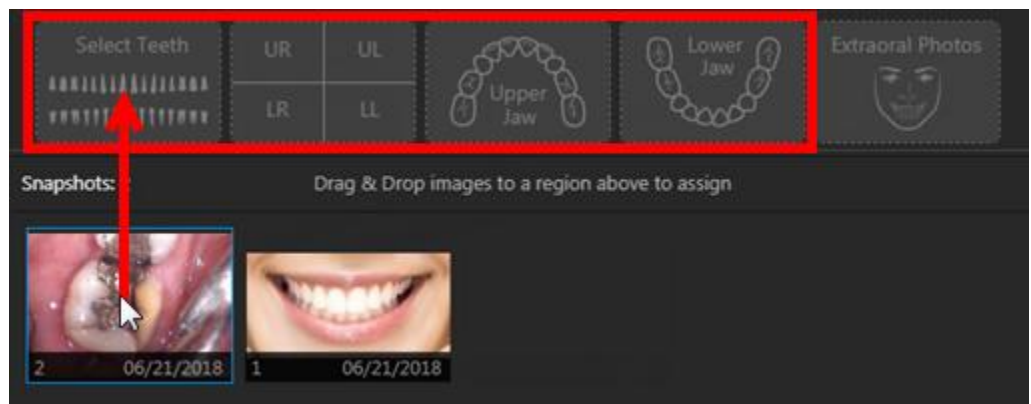 Select Teeth
UR
UL
LR
LL
Upper
Jaw
Lower
Jaw
Extraoral Photos
Snapshots:
Drag & Drop images to a region above to assign
2
06/21/2018
1
06/21/2018